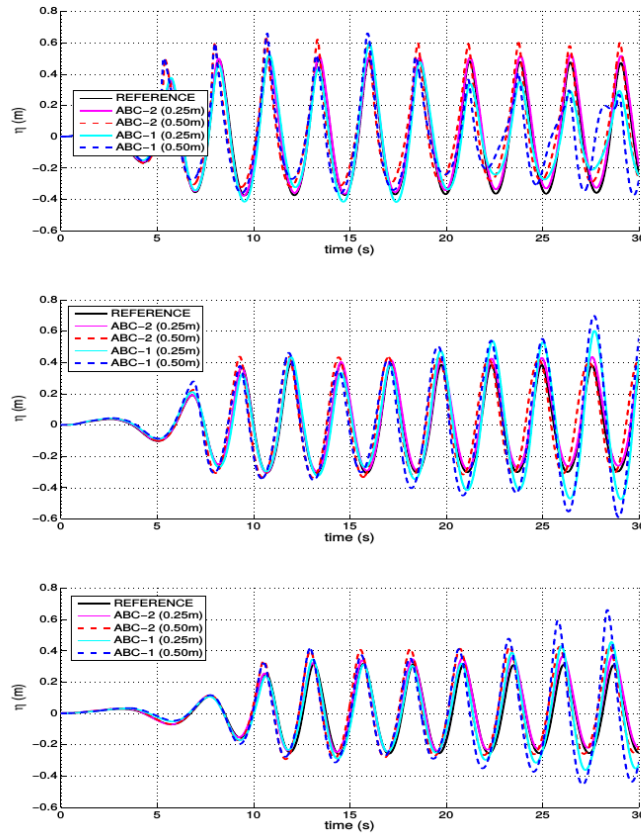 0.8
0.6
0.4
0.2
0
−0.2
−0.4
−0.6
η (m)
REFERENCE
ABC−2 (0.25m)
ABC−2 (0.50m)
ABC−1 (0.25m)
ABC−1 (0.50m)
0 5 10 15 20 25 30
time (s)
0.8
0.6
0.4
0.2
0
−0.2
−0.4
−0.6
η (m)
REFERENCE
ABC−2 (0.25m)
ABC−2 (0.50m)
ABC−1 (0.25m)
ABC−1 (0.50m)
0 5 10 15 20 25 30
time (s)
0.8
0.6
0.4
0.2
0
−0.2
−0.4
−0.6
η (m)
REFERENCE
ABC−2 (0.25m)
ABC−2 (0.50m)
ABC−1 (0.25m)
ABC−1 (0.50m)
0 5 10 15 20 25 30
time (s)